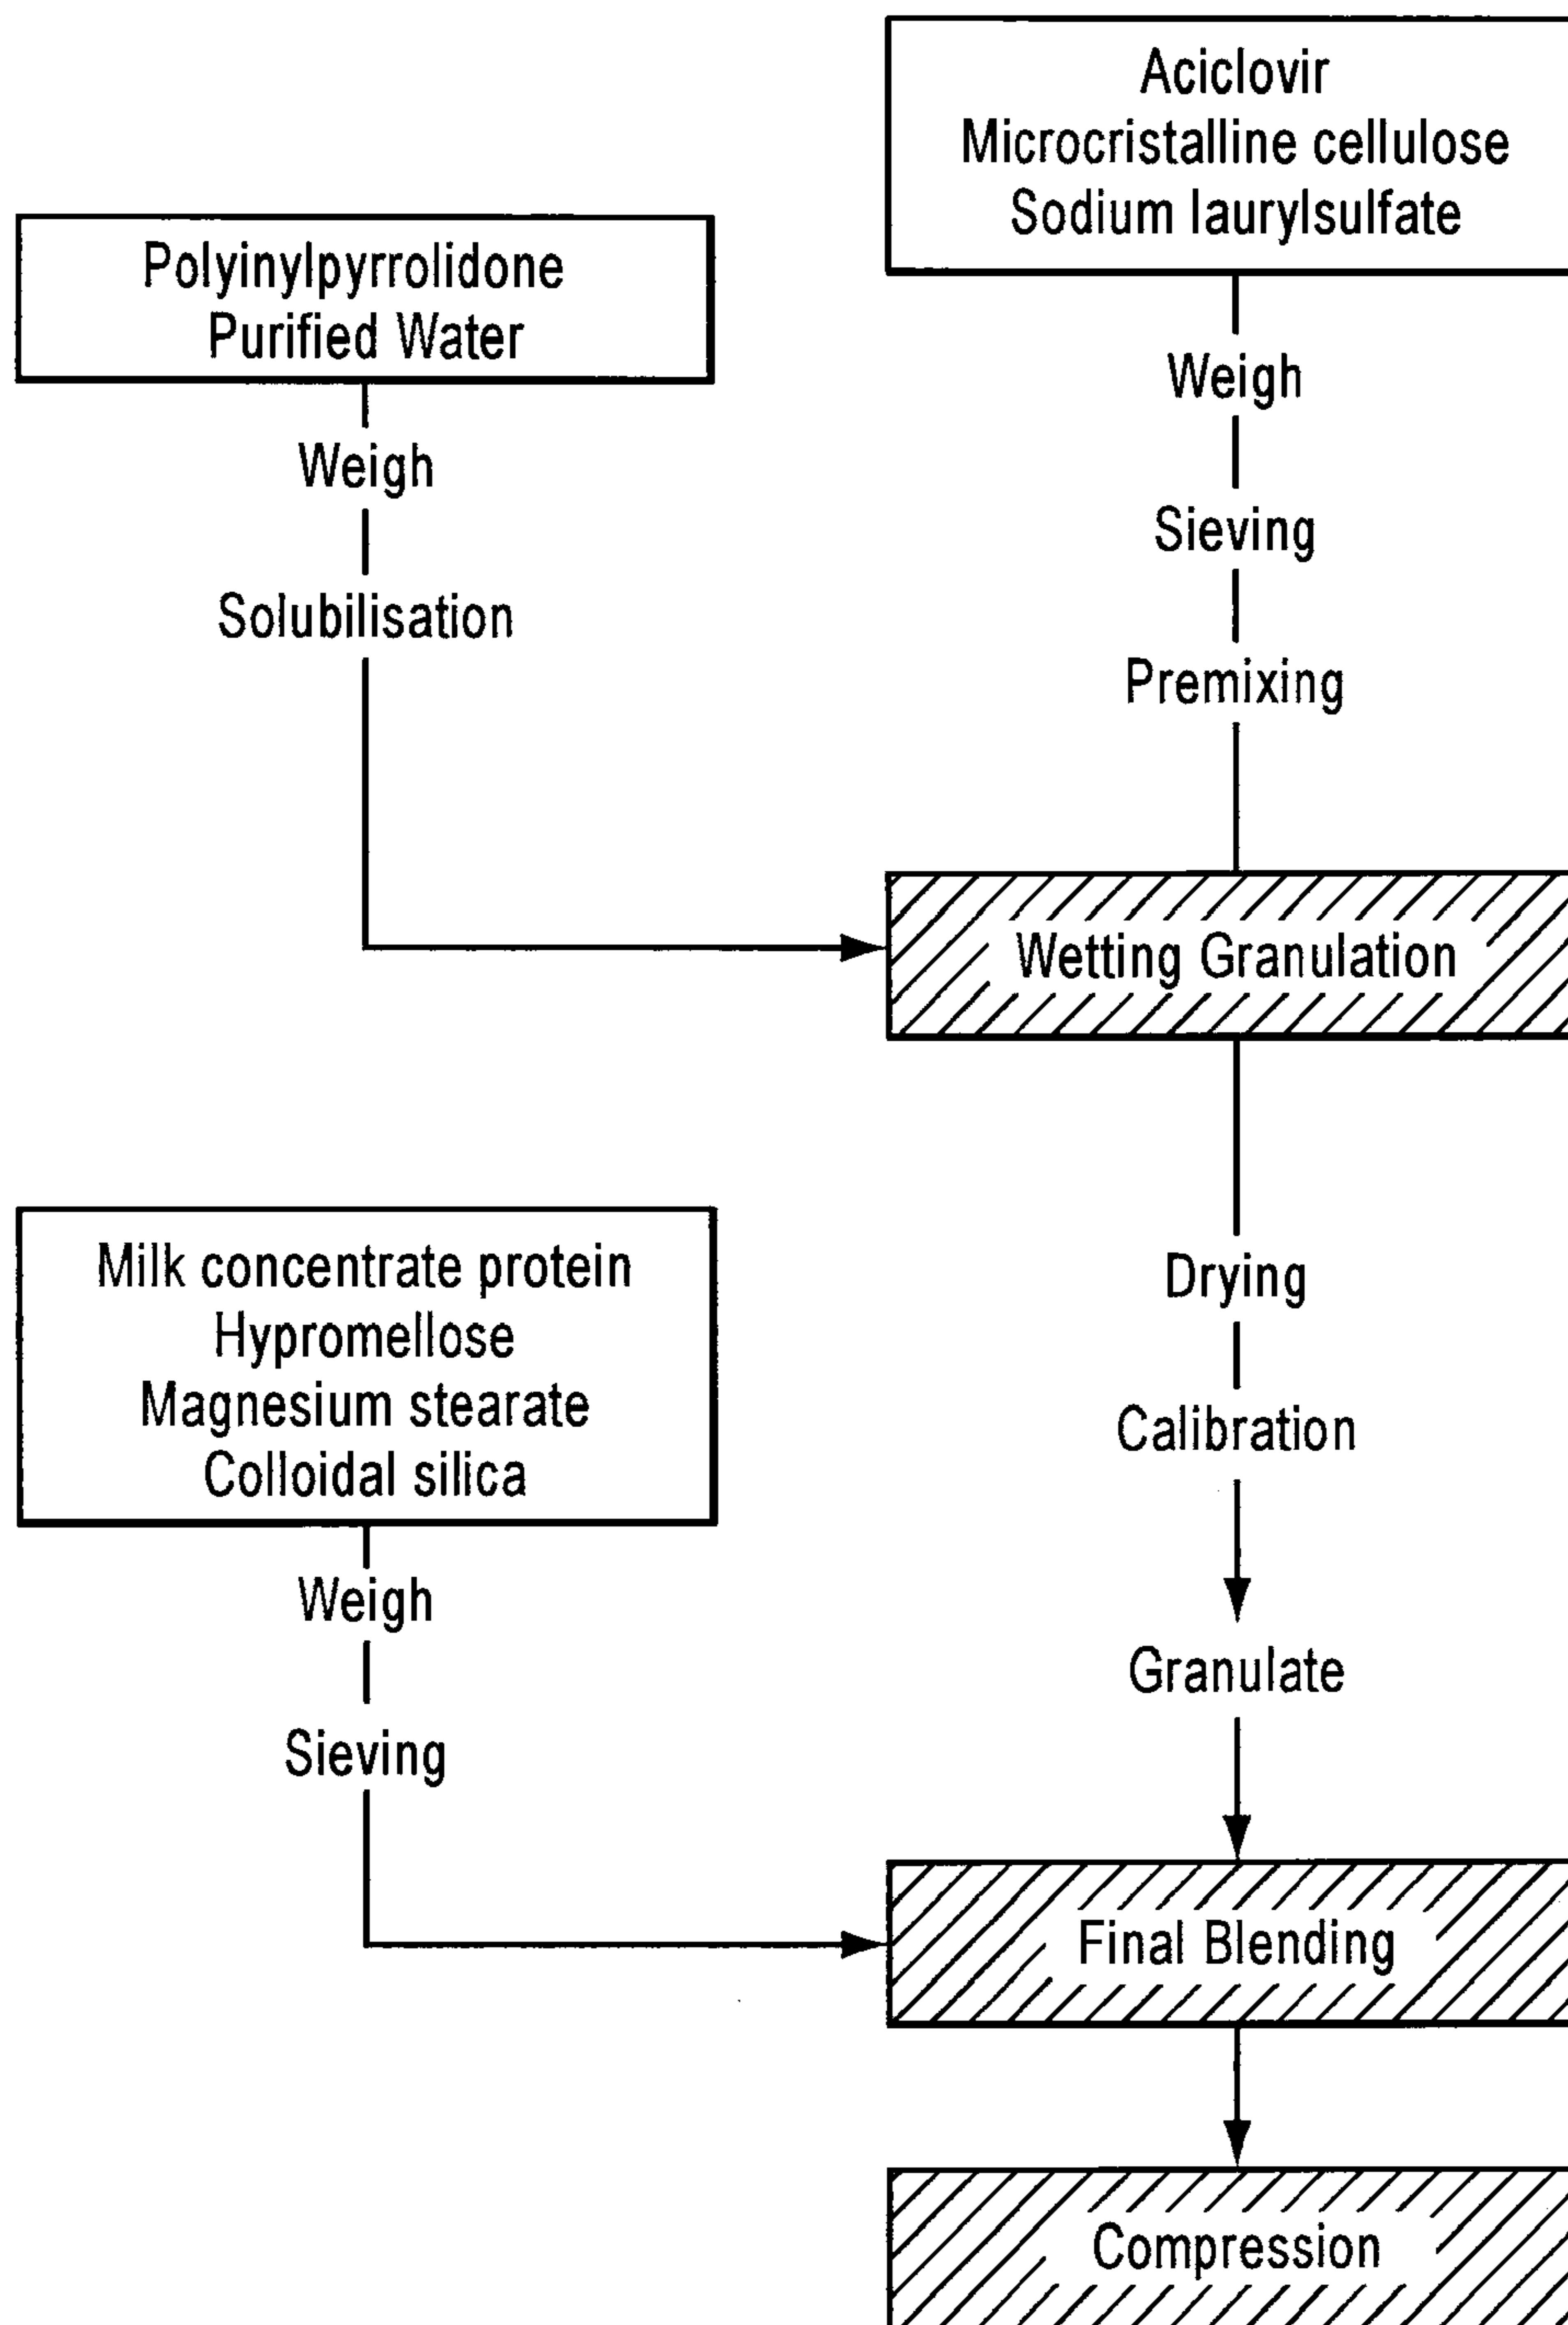 Aciclovir
Microcristalline cellulose
Sodium laurylsulfate
Polyinylpyrrolidone
Purified Water
Weigh
Weigh
Sieving
Solubilisation
Premixing
Wetting Granulation
Milk concentrate protein
Hypromellose
Magnesium stearate
Colloidal silica
Drying
Calibration
Weigh
Granulate
Sieving
Final Blending
Compression